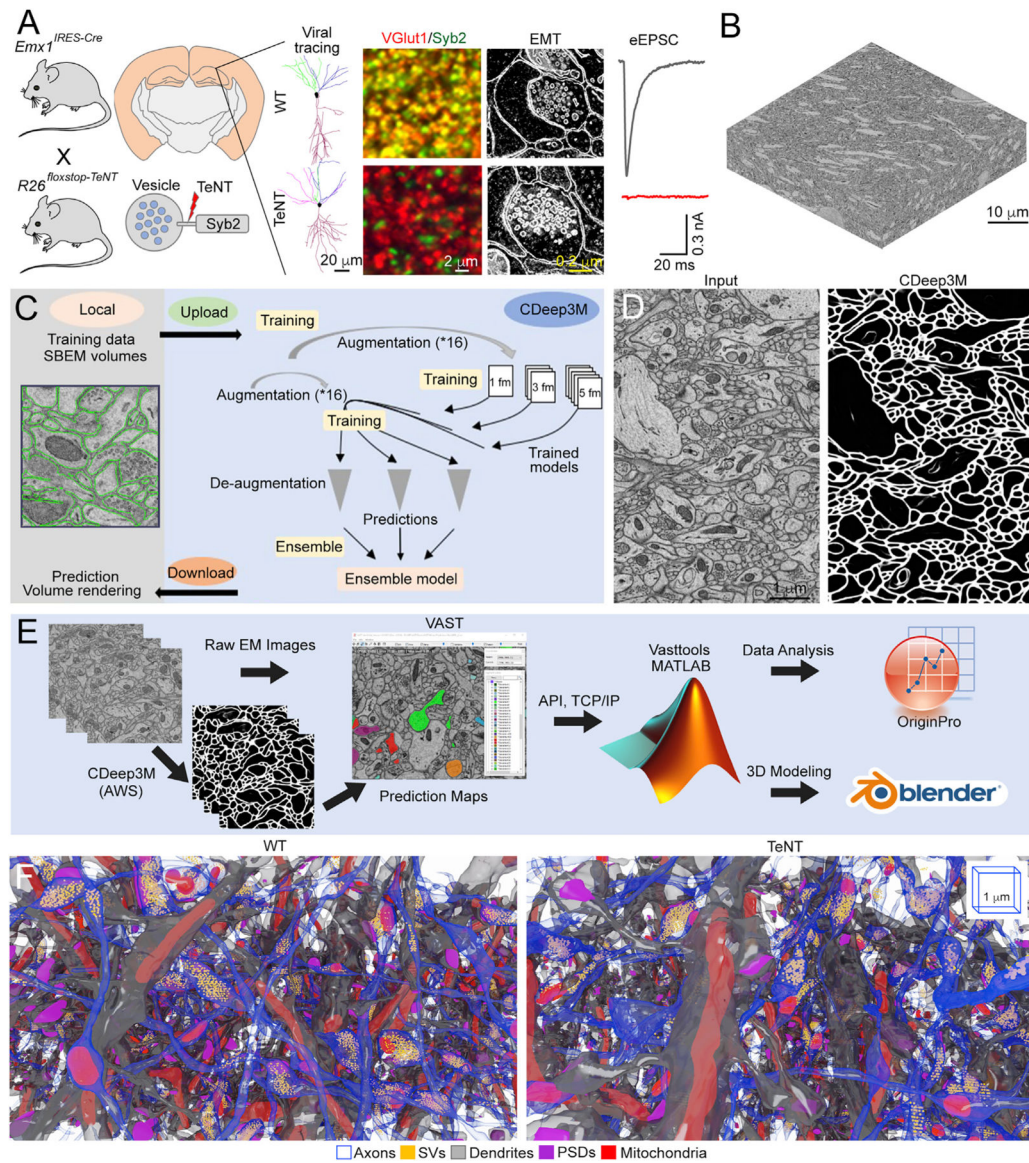 A
Emx1IRES-Cre
X
R26floxstop-TeNT
Vesicle
TeNT
Syb2
Viral
tracing
WT
TeNT
20 μm
VGlut1/Syb2
2 μm
EMT
0.2 μm
eEPSC
0.3 nA
20 ms
B
10 μm
C
Local
Upload
Training
CDeep3M
Training data
SBEM volumes
Augmentation (*16)
Training
1 fm
3 fm
5 fm
Augmentation (*16)
Training
Trained
models
De-augmentation
Predictions
Ensemble
Ensemble model
Download
Prediction
Volume rendering
D
Input
CDeep3M
1 μm
E
Raw EM Images
CDeep3M
(AWS)
VAST
Prediction Maps
API, TCP/IP
Vasttools
MATLAB
Data Analysis
OriginPro
3D Modeling
blender
F
WT
TeNT
1 μm
Axons
SVs
Dendrites
PSDs
Mitochondria